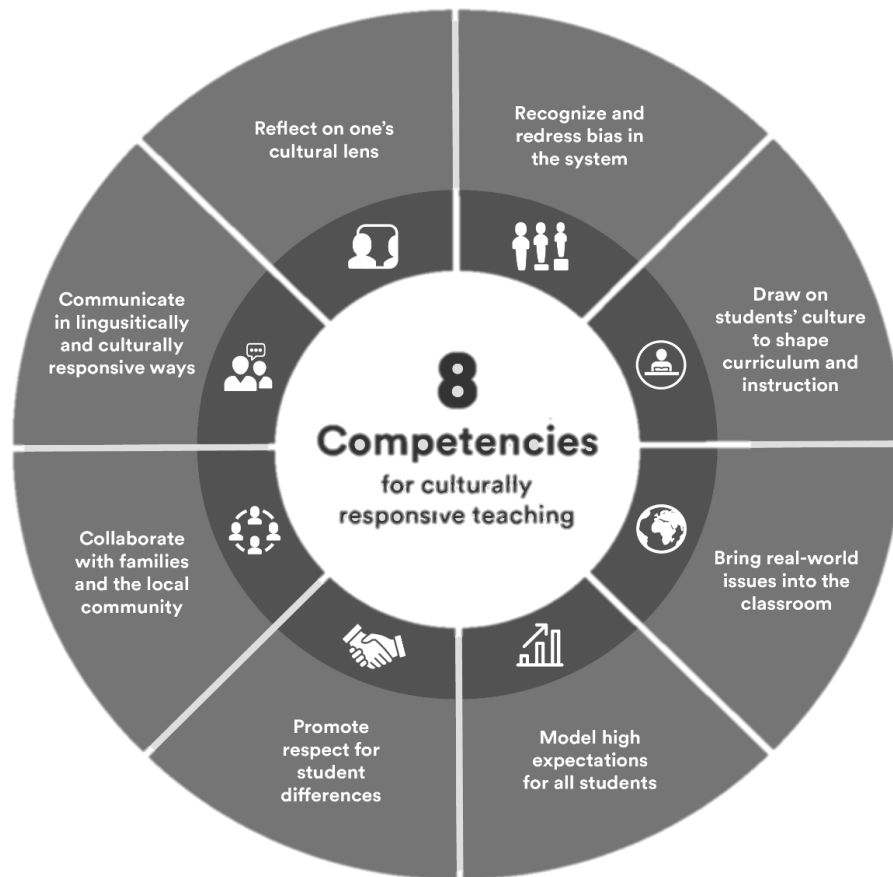 8
Competencies
for culturally
responsive teaching
Reflect on one's
cultural lens
Recognize and
redress bias in
the system
Draw on
students' culture
to shape
curriculum and
instruction
Bring real-world
issues into the
classroom
Model high
expectations
for all students
Promote
respect for
student
differences
Collaborate
with families
and the local
community
Communicate
in lingusitically
and culturally
responsive ways